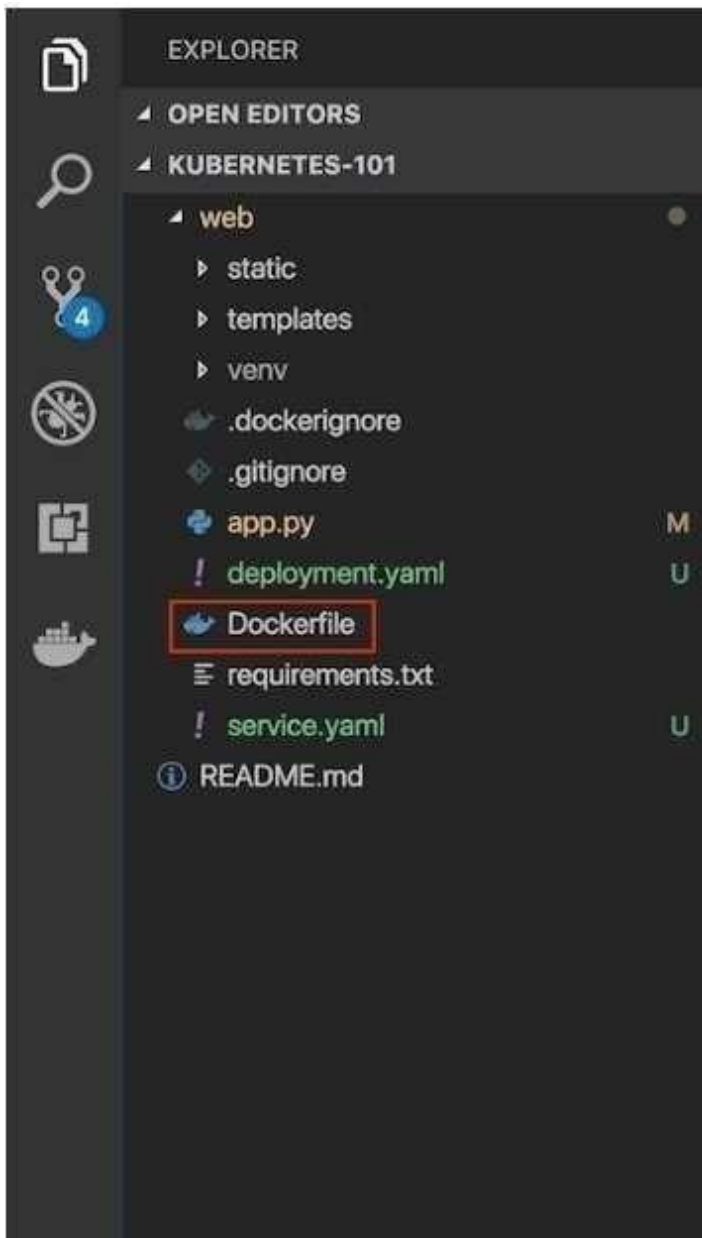 EXPLORER
OPEN EDITORS
KUBERNETES-101
web
static
4
templates
venv
.dockerignore
.gitignore
app.py M
deployment.yaml U
Dockerfile
requirements.txt
service.yaml U
README.md